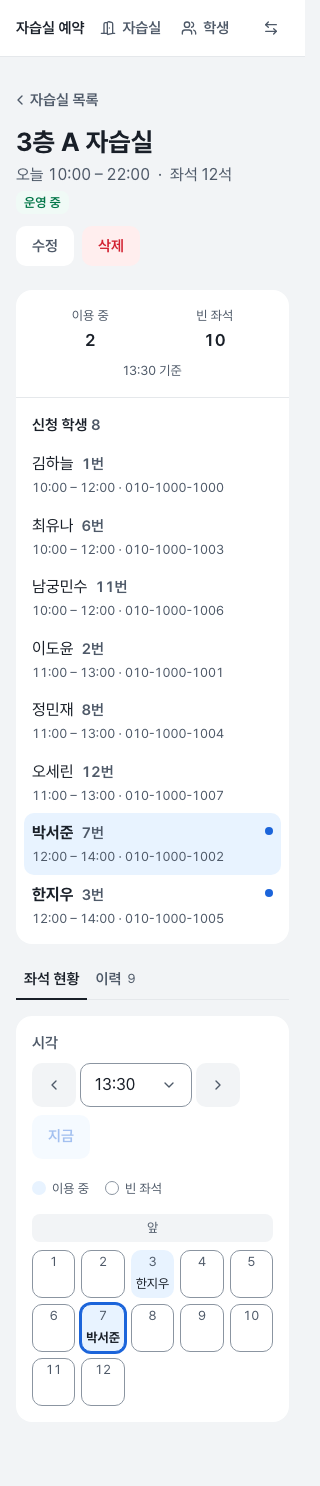 자습실 예약 자습실 학생
자습실 목록
3층 A 자습실
오늘 10:00 – 22:00 · 좌석 12석
운영 중
수정 삭제
이용 중 빈 좌석
2 10
13:30 기준
신청 학생 8
김하늘 1번
10:00 – 12:00 · 010-1000-1000
최유나 6번
10:00 – 12:00 · 010-1000-1003
남궁민수 11번
10:00 – 12:00 · 010-1000-1006
이도윤 2번
11:00 – 13:00 · 010-1000-1001
정민재 8번
11:00 – 13:00 · 010-1000-1004
오세린 12번
11:00 – 13:00 · 010-1000-1007
박서준 7번
12:00 – 14:00 · 010-1000-1002
한지우 3번
12:00 – 14:00 · 010-1000-1005
좌석 현황 이력 9
시각
13:30
지금
이용 중 빈 좌석
앞
1 2 3 4 5
한지우
6 7 8 9 10
박서준
11 12